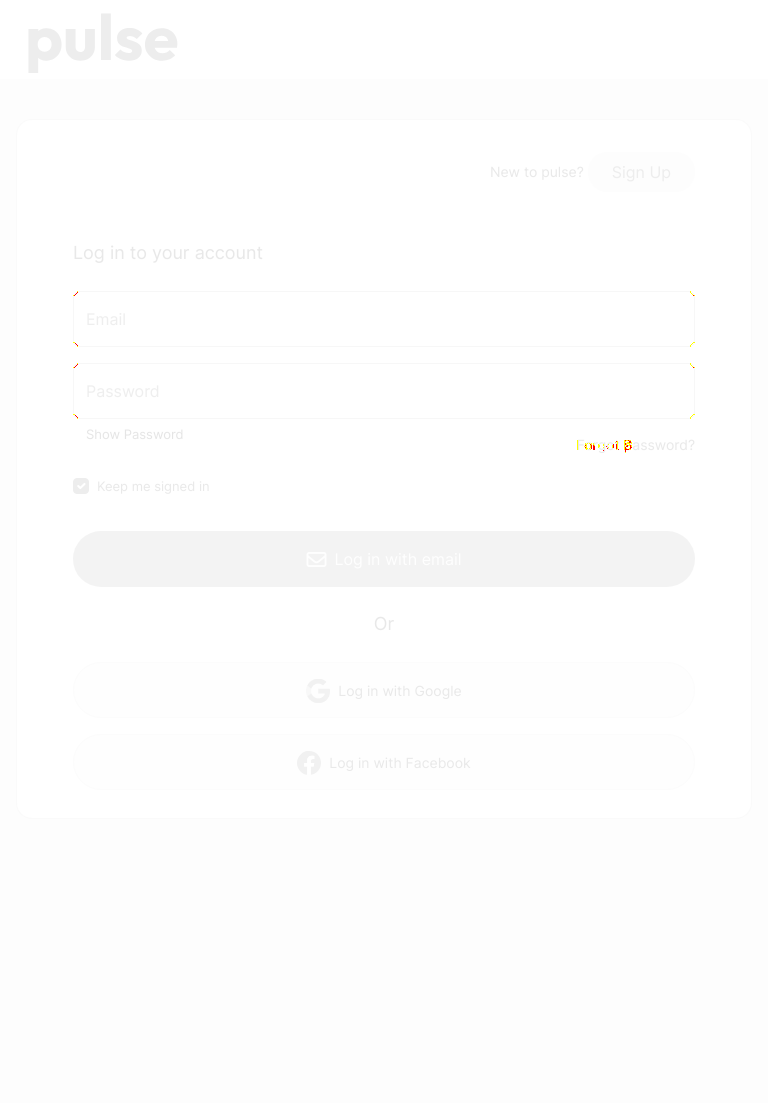 pulse
New to pulse? Sign Up
Log in to your account
Email
Password
Show Password
Forgot Password?
Keep me signed in
Log in with email
Or
Log in with Google
Log in with Facebook